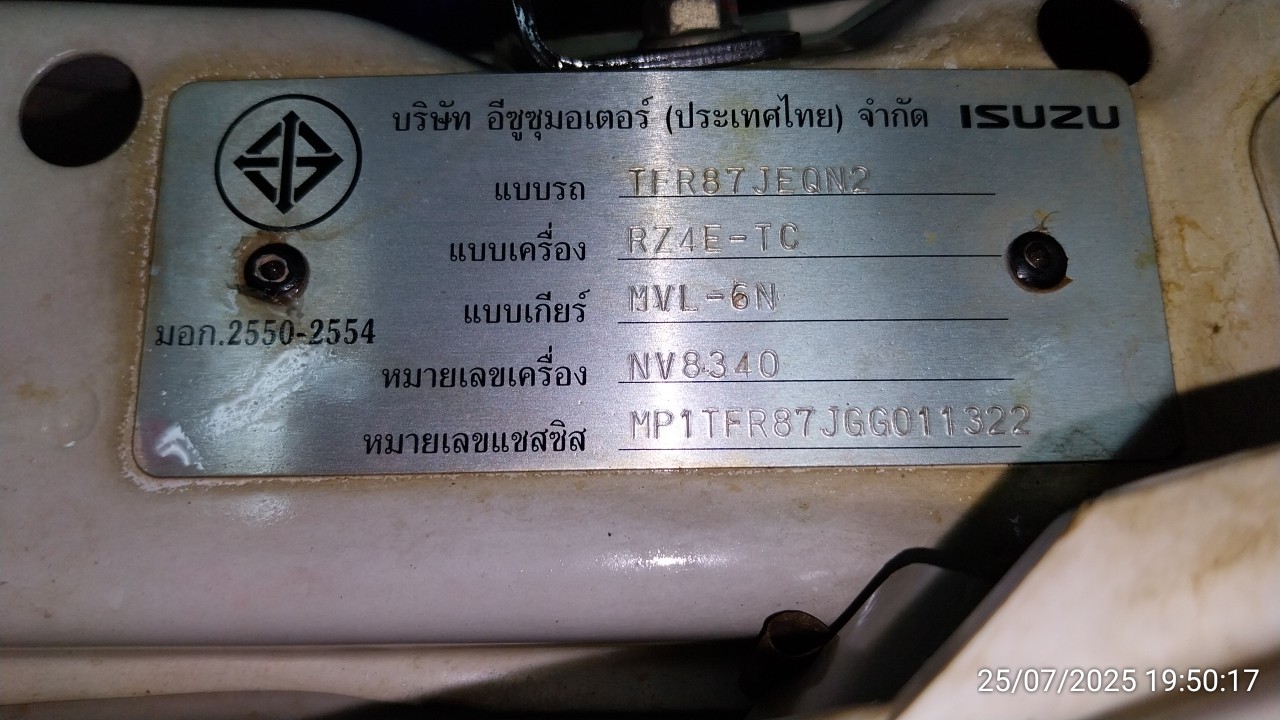 บริษัท อีซูซุมอเตอร์ (ประเทศไทย) จำกัด ISUZU
แบบรถ TFR87JEQN2
แบบเครื่อง RZ4E-TC
แบบเกียร์ MVL-6N
มอก.2550-2554
หมายเลขเครื่อง NV8340
หมายเลขแชสซิส MP1TFR87JGG011322
25/07/2025 19:50:17